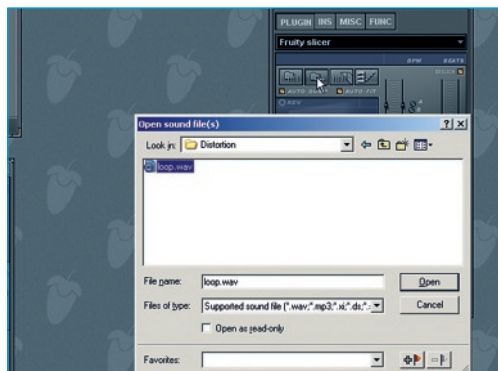 PLUGIN INS MISC FUNC
Fruity slicer
BPM BEATS
AUTO-DUMP AUTO-FIT
REV
Open sound file(s)
Look in: Distortion
loop.wav
File name: loop.wav Open
Files of type: Supported sound file (*.wav;*.mp3;*.xi;*.ds;*. Cancel
Open as read-only
Favorites: